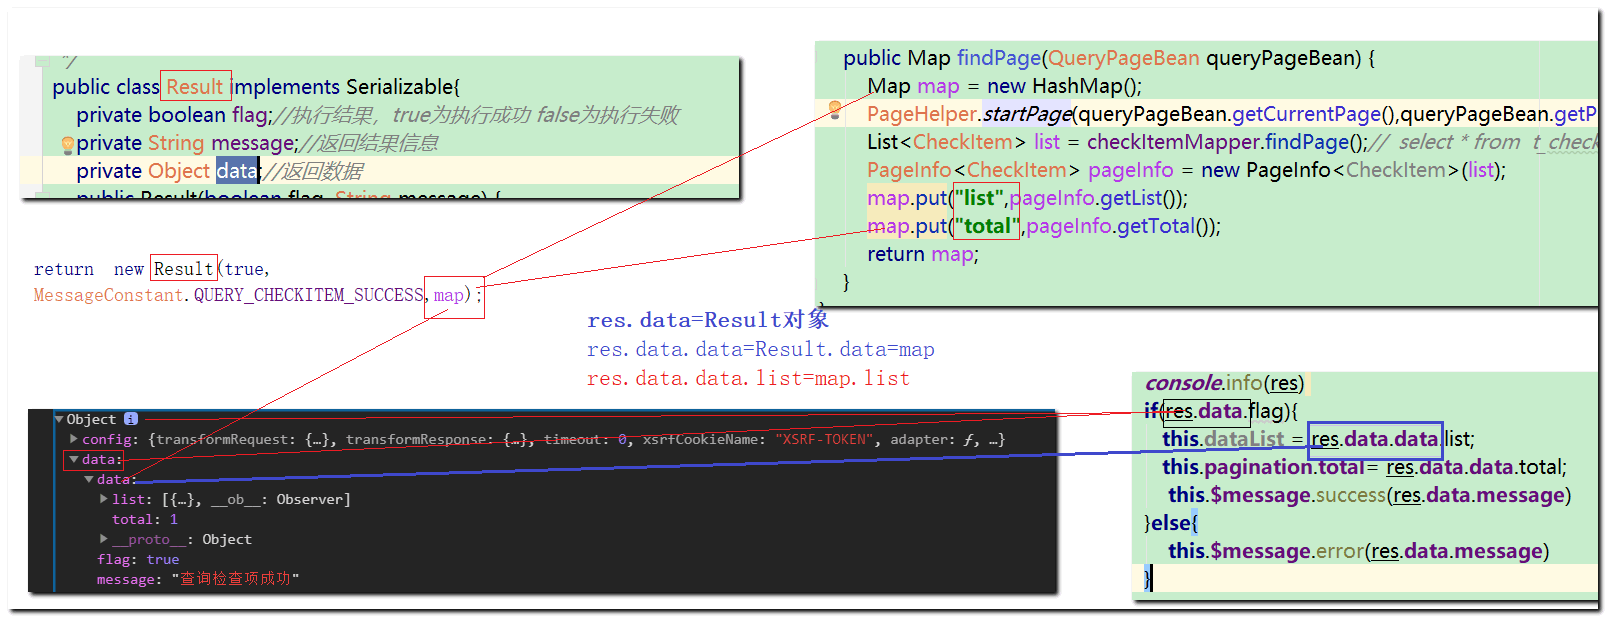 */
public class Result implements Serializable{
private boolean flag;//执行结果，true为执行成功 false为执行失败
private String message;//返回结果信息
private Object data;//返回数据
public Result(boolean flag, String message) {
return new Result(true,
MessageConstant.QUERY_CHECKITEM_SUCCESS,map);
public Map findPage(QueryPageBean queryPageBean) {
Map map = new HashMap();
PageHelper.startPage(queryPageBean.getCurrentPage(),queryPageBean.getP
List<CheckItem> list = checkItemMapper.findPage();// select * from t_check
PageInfo<CheckItem> pageInfo = new PageInfo<CheckItem>(list);
map.put("list",pageInfo.getList());
map.put("total",pageInfo.getTotal());
return map;
}
res.data=Result对象
res.data.data=Result.data=map
res.data.data.list=map.list
Object i
config: {transformRequest: {…}, transformResponse: {…}, timeout: 0, xsrfCookieName: "XSRF-TOKEN", adapter: ƒ, …}
data:
data:
list: [{…}, __ob__: Observer]
total: 1
__proto__: Object
flag: true
message: "查询检查项成功"
console.info(res)
if(res.data.flag){
this.dataList = res.data.data.list;
this.pagination.total= res.data.data.total;
this.$message.success(res.data.message)
}else{
this.$message.error(res.data.message)
}